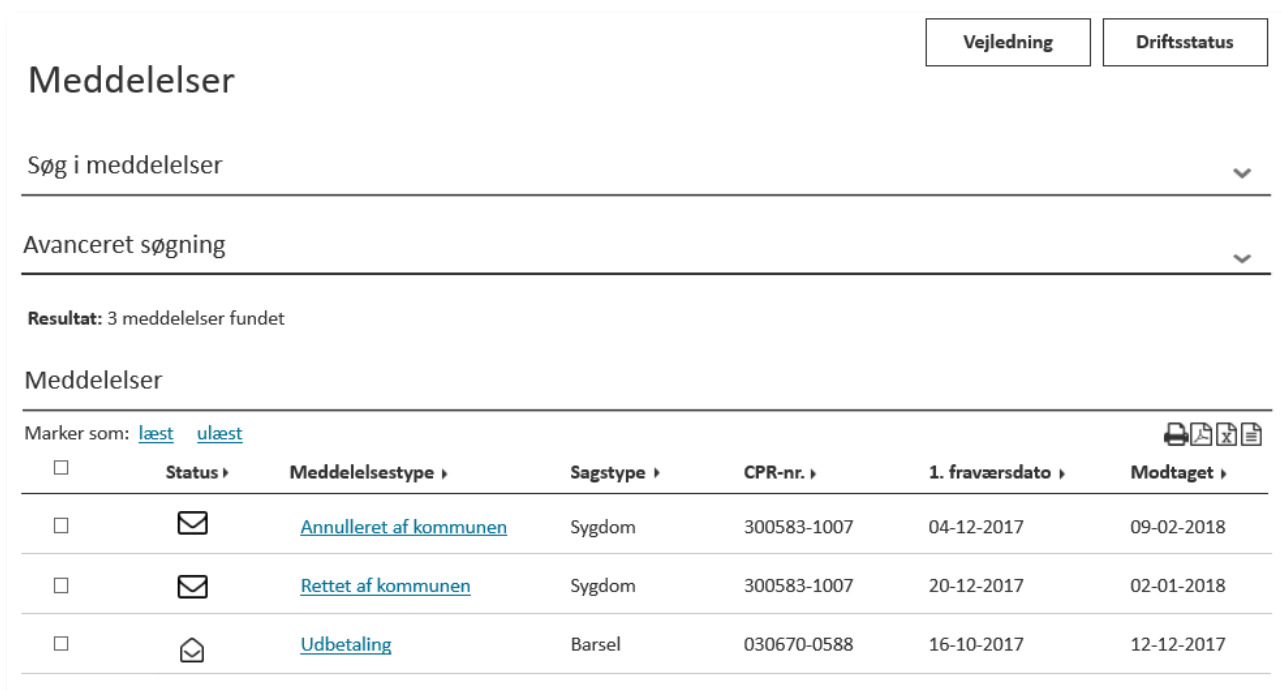 Vejledning Driftsstatus
Meddelelser
Søg i meddelelser
Avanceret søgning
Resultat: 3 meddelelser fundet
Meddelelser
Marker som: læst ulæst
Status Meddelelsestype Sagstype CPR-nr. 1. fraværsdato Modtaget
Annulleret af kommunen Sygdom 300583-1007 04-12-2017 09-02-2018
Rettet af kommunen Sygdom 300583-1007 20-12-2017 02-01-2018
Udbetaling Barsel 030670-0588 16-10-2017 12-12-2017